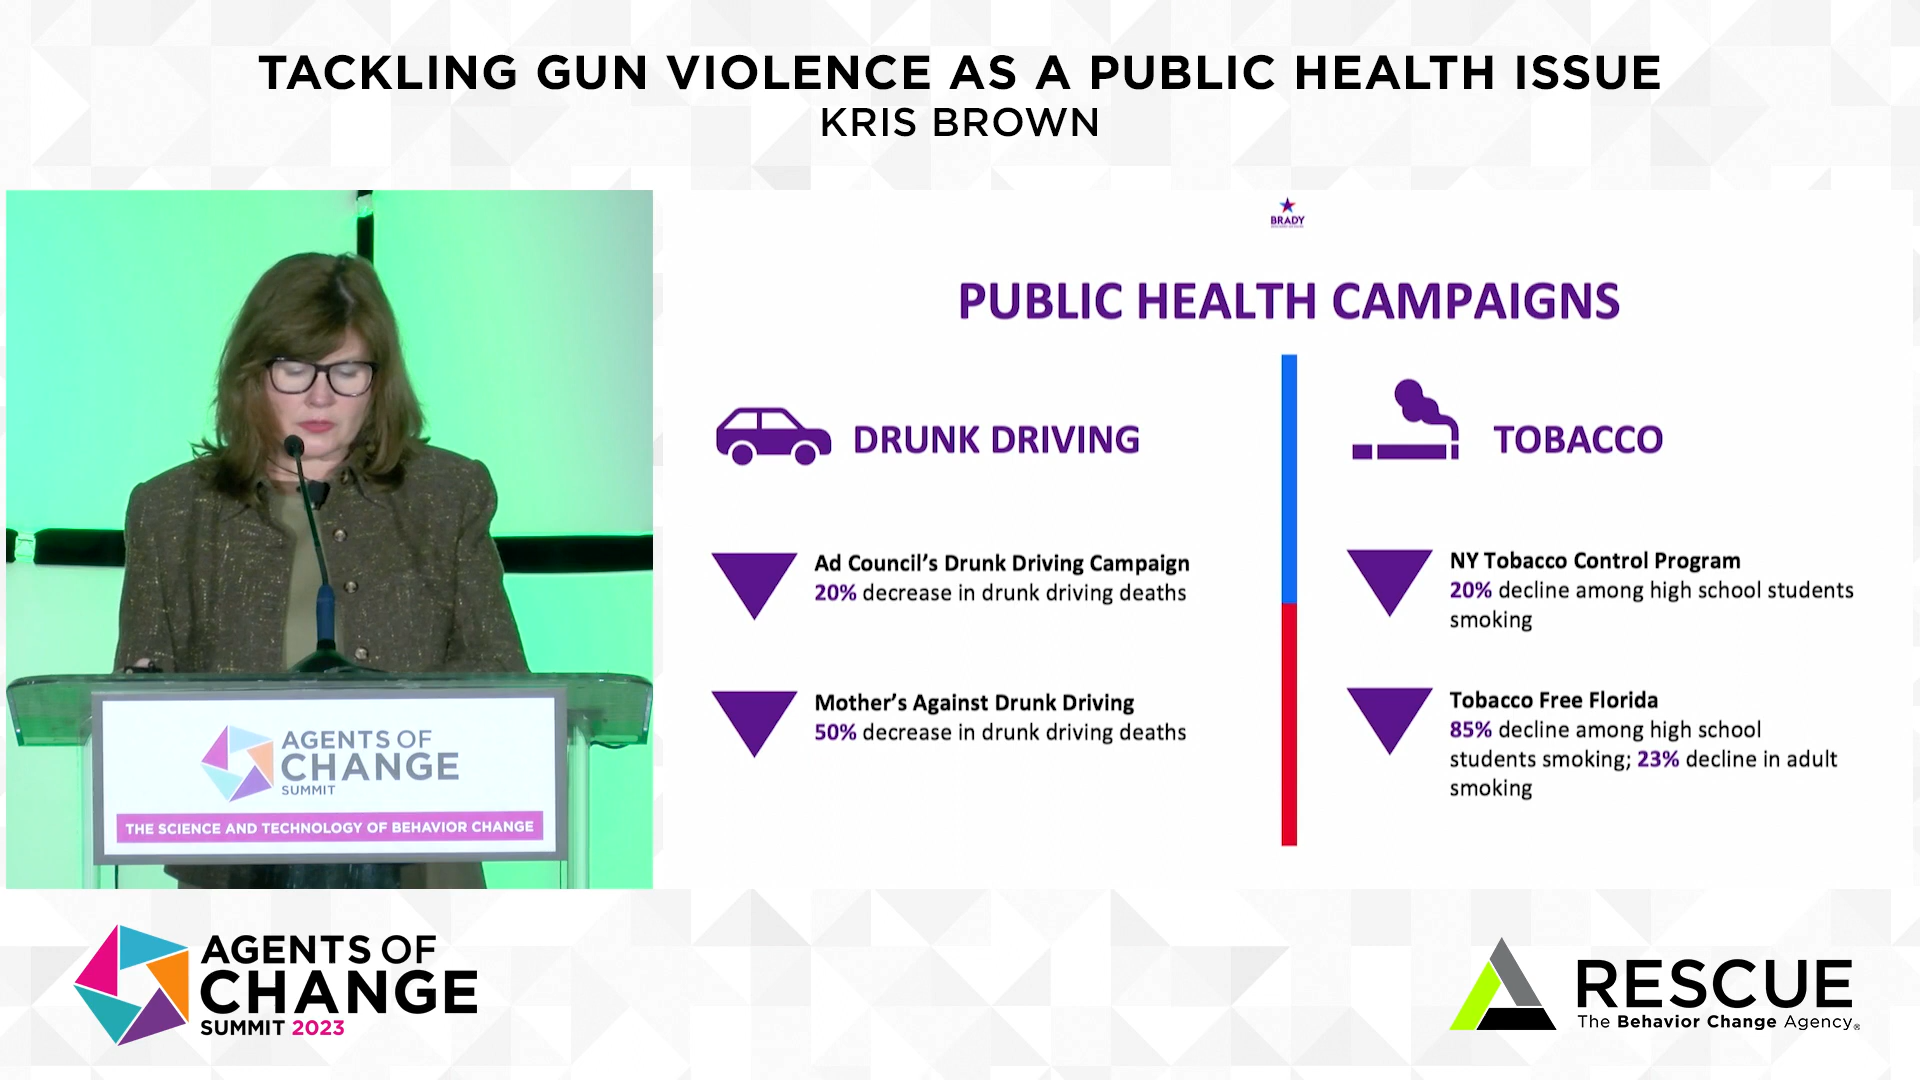 TACKLING GUN VIOLENCE AS A PUBLIC HEALTH ISSUE
KRIS BROWN
BRADY
PUBLIC HEALTH CAMPAIGNS
DRUNK DRIVING
Ad Council's Drunk Driving Campaign
20% decrease in drunk driving deaths
Mother's Against Drunk Driving
50% decrease in drunk driving deaths
TOBACCO
NY Tobacco Control Program
20% decline among high school students
smoking
Tobacco Free Florida
85% decline among high school
students smoking; 23% decline in adult
smoking
AGENTS OF
CHANGE
SUMMIT
THE SCIENCE AND TECHNOLOGY OF BEHAVIOR CHANGE
AGENTS OF
CHANGE
SUMMIT 2023
RESCUE
The Behavior Change Agency®